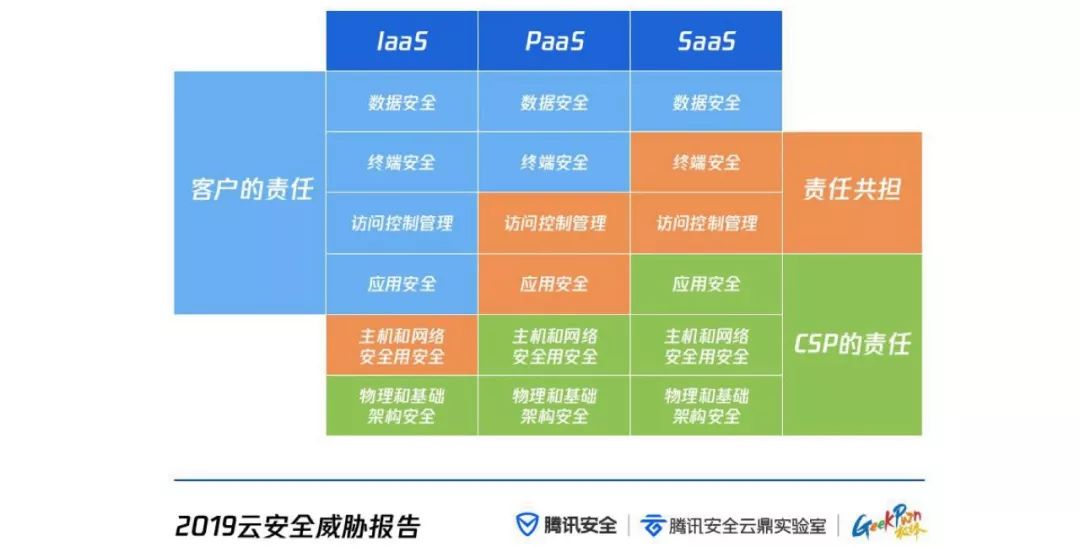 IaaS
PaaS
SaaS
客户的责任
数据安全
数据安全
数据安全
终端安全
终端安全
终端安全
责任共担
访问控制管理
访问控制管理
访问控制管理
应用安全
应用安全
应用安全
主机和网络
安全用安全
主机和网络
安全用安全
主机和网络
安全用安全
CSP的责任
物理和基础
架构安全
物理和基础
架构安全
物理和基础
架构安全
2019云安全威胁报告
腾讯安全
腾讯安全云鼎实验室
GeekPwn